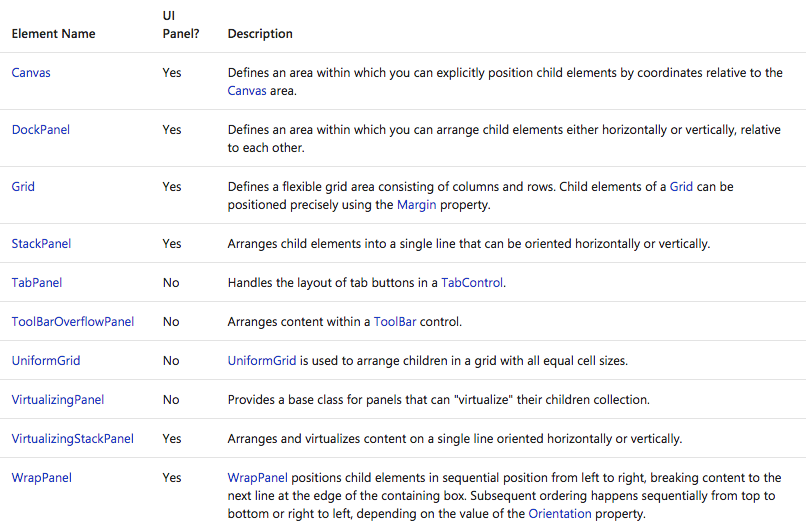 UI
Element Name Panel? Description
Canvas Yes Defines an area within which you can explicitly position child elements by coordinates relative to the
Canvas area.
DockPanel Yes Defines an area within which you can arrange child elements either horizontally or vertically, relative
to each other.
Grid Yes Defines a flexible grid area consisting of columns and rows. Child elements of a Grid can be
positioned precisely using the Margin property.
StackPanel Yes Arranges child elements into a single line that can be oriented horizontally or vertically.
TabPanel No Handles the layout of tab buttons in a TabControl.
ToolBarOverflowPanel No Arranges content within a ToolBar control.
UniformGrid No UniformGrid is used to arrange children in a grid with all equal cell sizes.
VirtualizingPanel No Provides a base class for panels that can "virtualize" their children collection.
VirtualizingStackPanel Yes Arranges and virtualizes content on a single line oriented horizontally or vertically.
WrapPanel Yes WrapPanel positions child elements in sequential position from left to right, breaking content to the
next line at the edge of the containing box. Subsequent ordering happens sequentially from top to
bottom or right to left, depending on the value of the Orientation property.